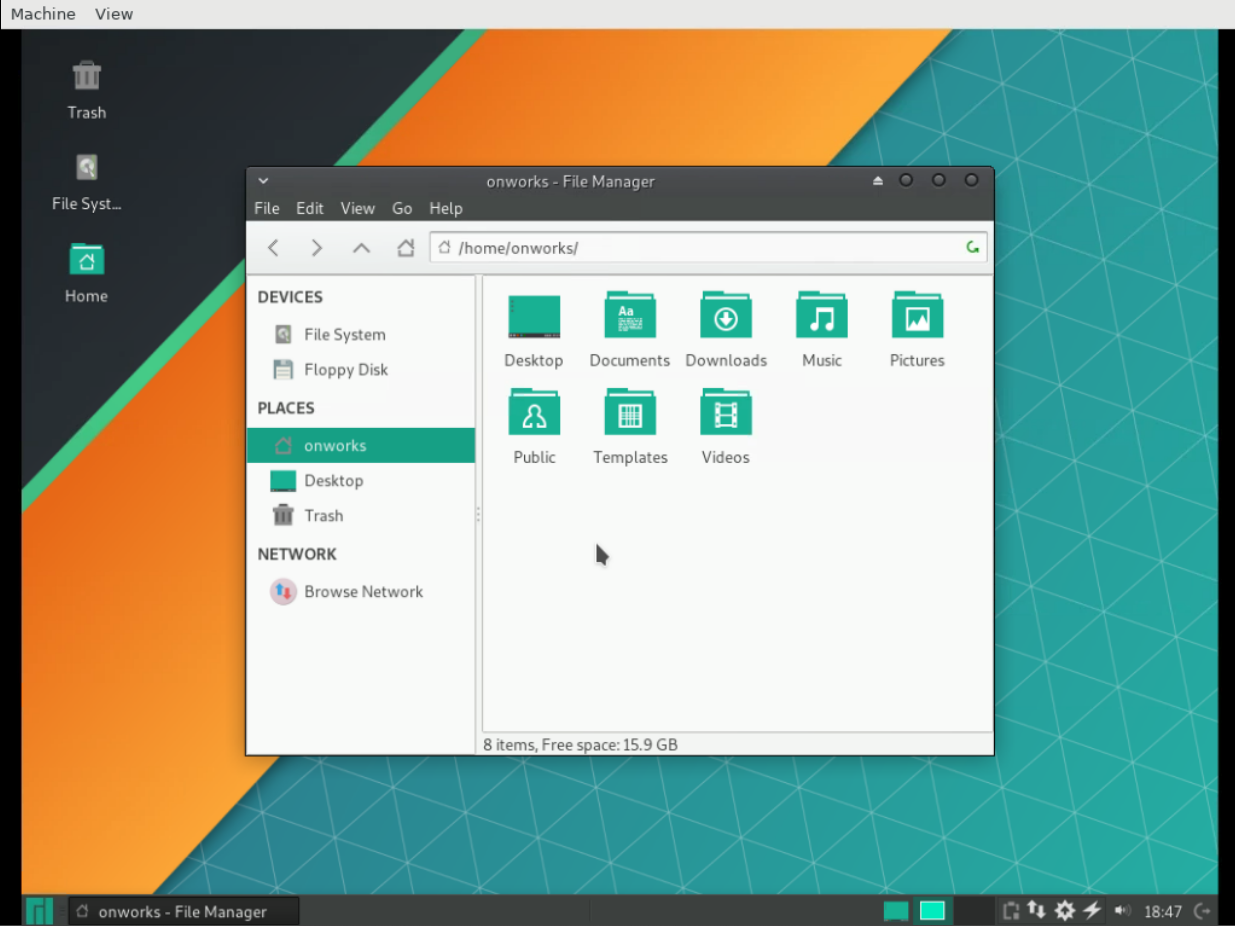 Machine View
Trash
File Syst...
Home
onworks - File Manager
File Edit View Go Help
/home/onworks/
DEVICES
File System
Floppy Disk
PLACES
onworks
Desktop
Trash
NETWORK
Browse Network
Desktop Documents Downloads Music Pictures
Aa
Public Templates Videos
8 items, Free space: 15.9 GB
onworks - File Manager
18:47